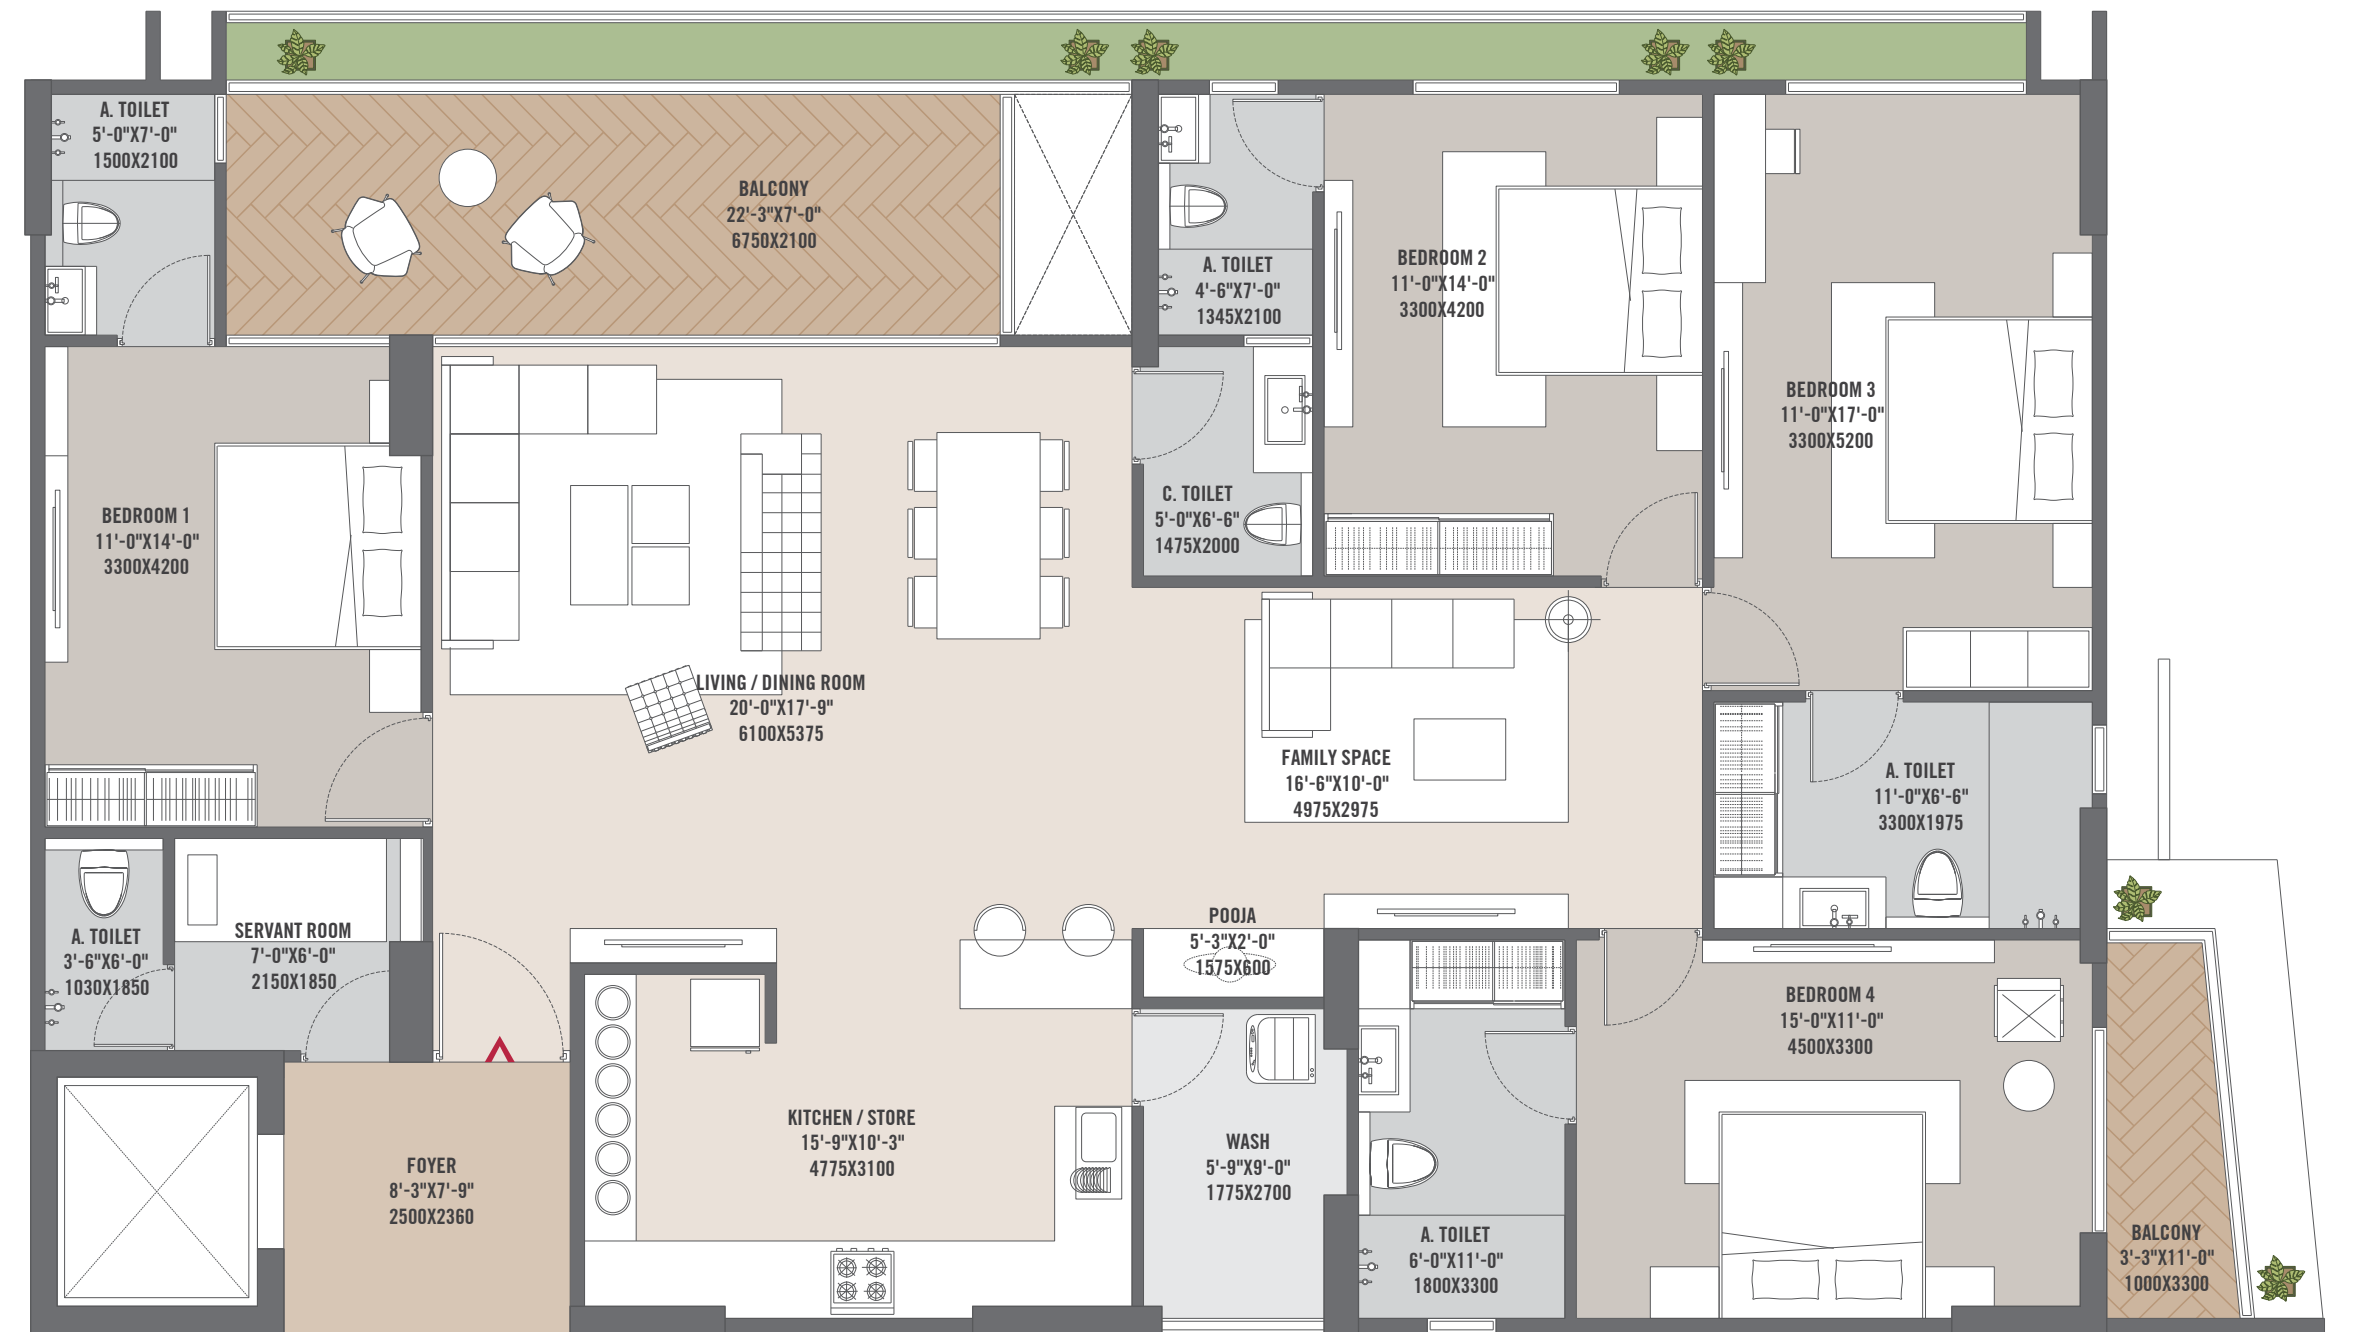 A. TOILET
5'-0"X7'-0"
1500X2100
BALCONY
22'-3"X7'-0"
6750X2100
A. TOILET
4'-6"X7'-0"
1345X2100
BEDROOM 2
11'-0"X14'-0"
3300X4200
BEDROOM 3
11'-0"X17'-0"
3300X5200
BEDROOM 1
11'-0"X14'-0"
3300X4200
C. TOILET
5'-0"X6'-6"
1475X2000
LIVING / DINING ROOM
20'-0"X17'-9"
6100X5375
FAMILY SPACE
16'-6"X10'-0"
4975X2975
A. TOILET
11'-0"X6'-6"
3300X1975
A. TOILET
3'-6"X6'-0"
1030X1850
SERVANT ROOM
7'-0"X6'-0"
2150X1850
POOJA
5'-3"X2'-0"
1575X600
BEDROOM 4
15'-0"X11'-0"
4500X3300
FOYER
8'-3"X7'-9"
2500X2360
KITCHEN / STORE
15'-9"X10'-3"
4775X3100
WASH
5'-9"X9'-0"
1775X2700
A. TOILET
6'-0"X11'-0"
1800X3300
BALCONY
3'-3"X11'-0"
1000X3300